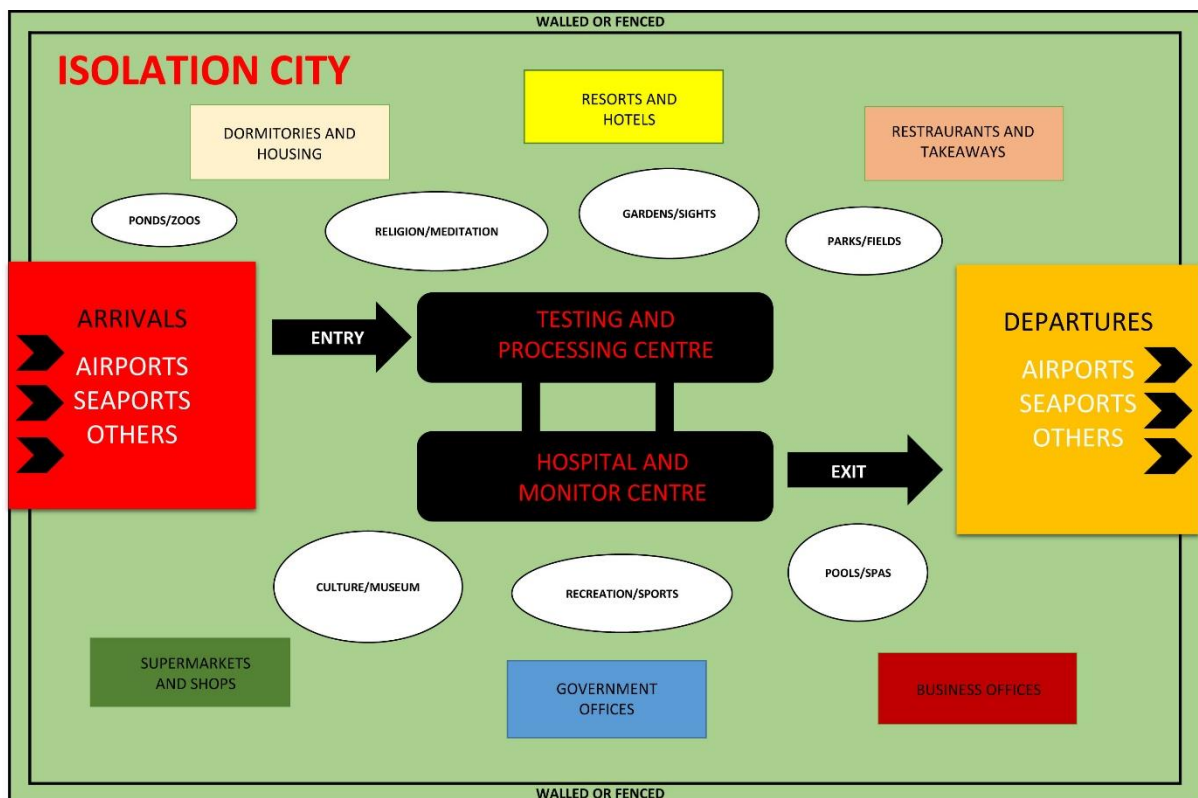 WALLED OR FENCED
ISOLATION CITY
RESORTS AND
HOTELS
DORMITORIES AND
HOUSING
RESTRAURANTS AND
TAKEAWAYS
PONDS/ZOOS
RELIGION/MEDITATION
GARDENS/SIGHTS
PARKS/FIELDS
ARRIVALS
AIRPORTS
SEAPORTS
OTHERS
ENTRY
TESTING AND
PROCESSING CENTRE
HOSPITAL AND
MONITOR CENTRE
EXIT
DEPARTURES
AIRPORTS
SEAPORTS
OTHERS
CULTURE/MUSEUM
RECREATION/SPORTS
POOLS/SPAS
SUPERMARKETS
AND SHOPS
GOVERNMENT
OFFICES
BUSINESS OFFICES
WALLED OR FENCED